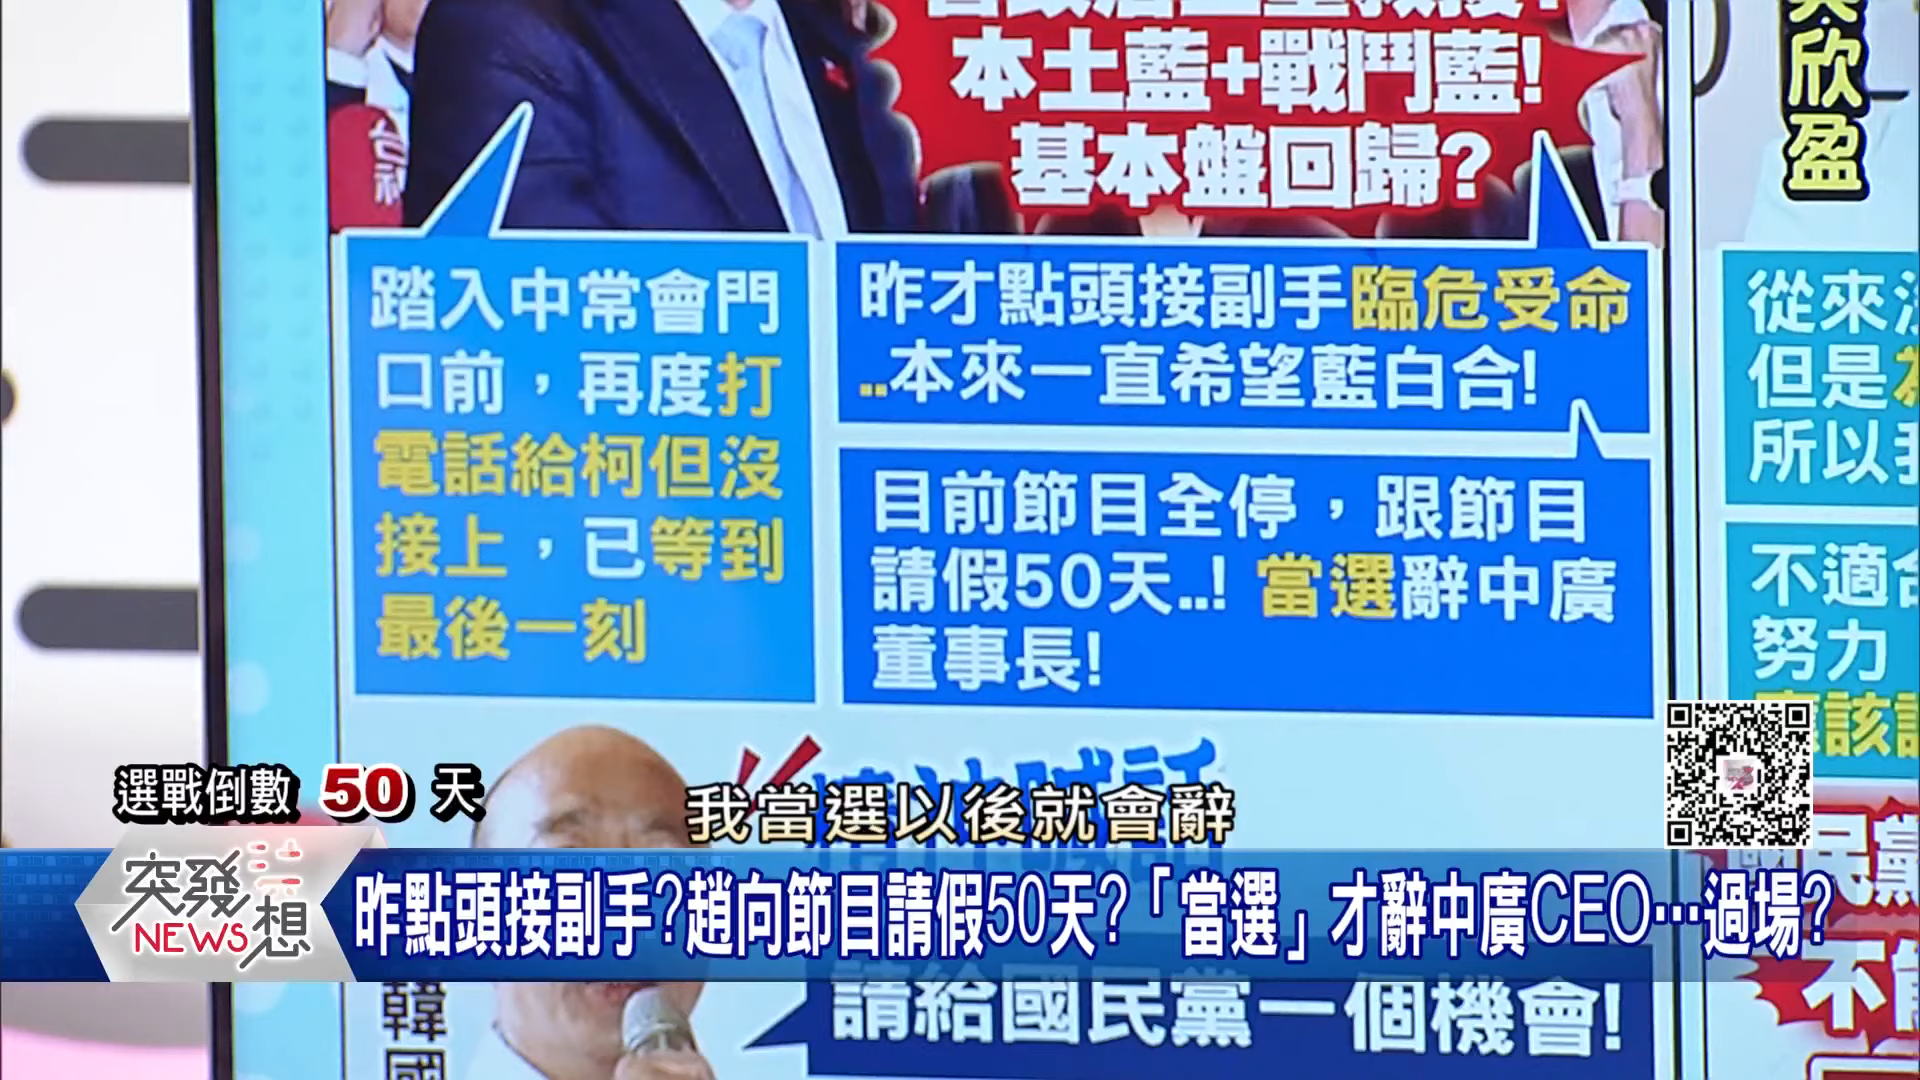 本土藍+戰鬥藍!
基本盤回歸?
欣盈
台
踏入中常會門
口前，再度打
電話給柯但沒
接上，已等到
最後一刻
昨才點頭接副手臨危受命
..本來一直希望藍白合!
目前節目全停，跟節目
請假50天..! 當選辭中廣
董事長!
從來
但是
所以
不適
努力
該
選戰倒數 50 天
我當選以後就會辭
突發
NEWS
想
昨點頭接副手?趙向節目請假50天?「當選」才辭中廣CEO…過場?
韓
國
請給國民黨一個機會!
民黨
不